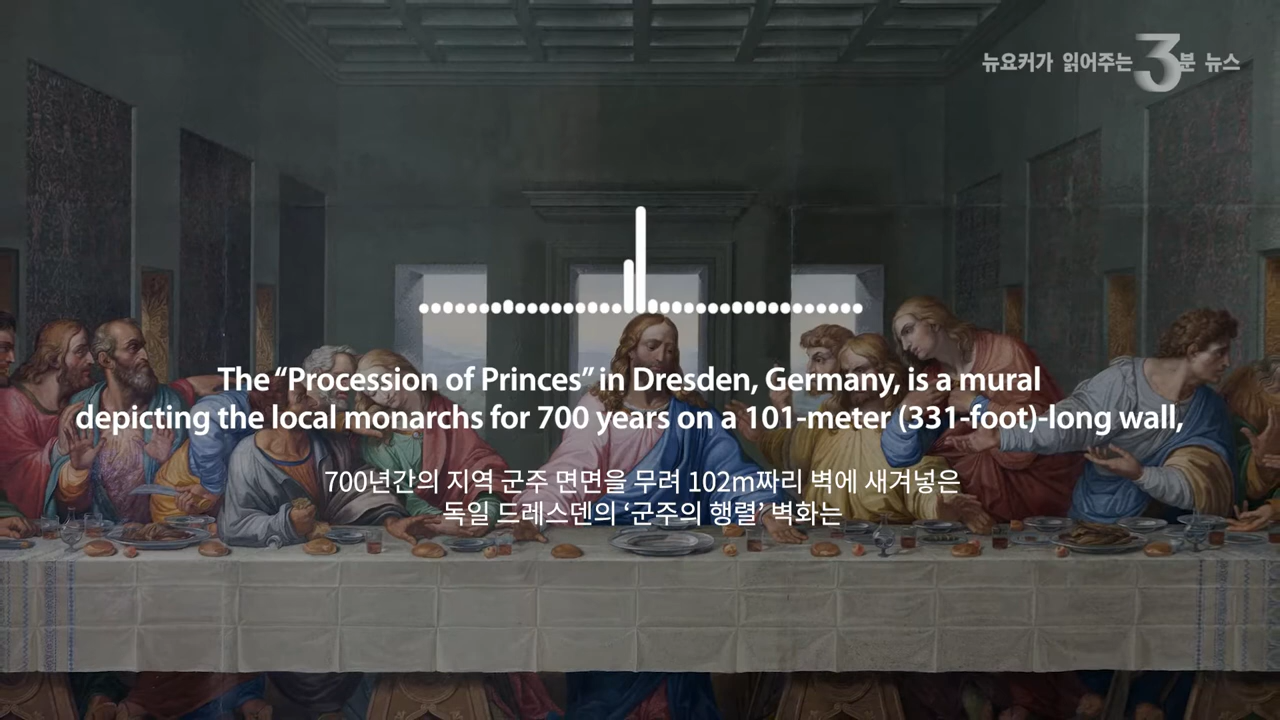 뉴요커가 읽어주는 3분 뉴스
The “Procession of Princes” in Dresden, Germany, is a mural
depicting the local monarchs for 700 years on a 101-meter (331-foot)-long wall,
700년간의 지역 군주 면면을 무려 102m짜리 벽에 새겨넣은
독일 드레스덴의 ‘군주의 행렬’ 벽화는